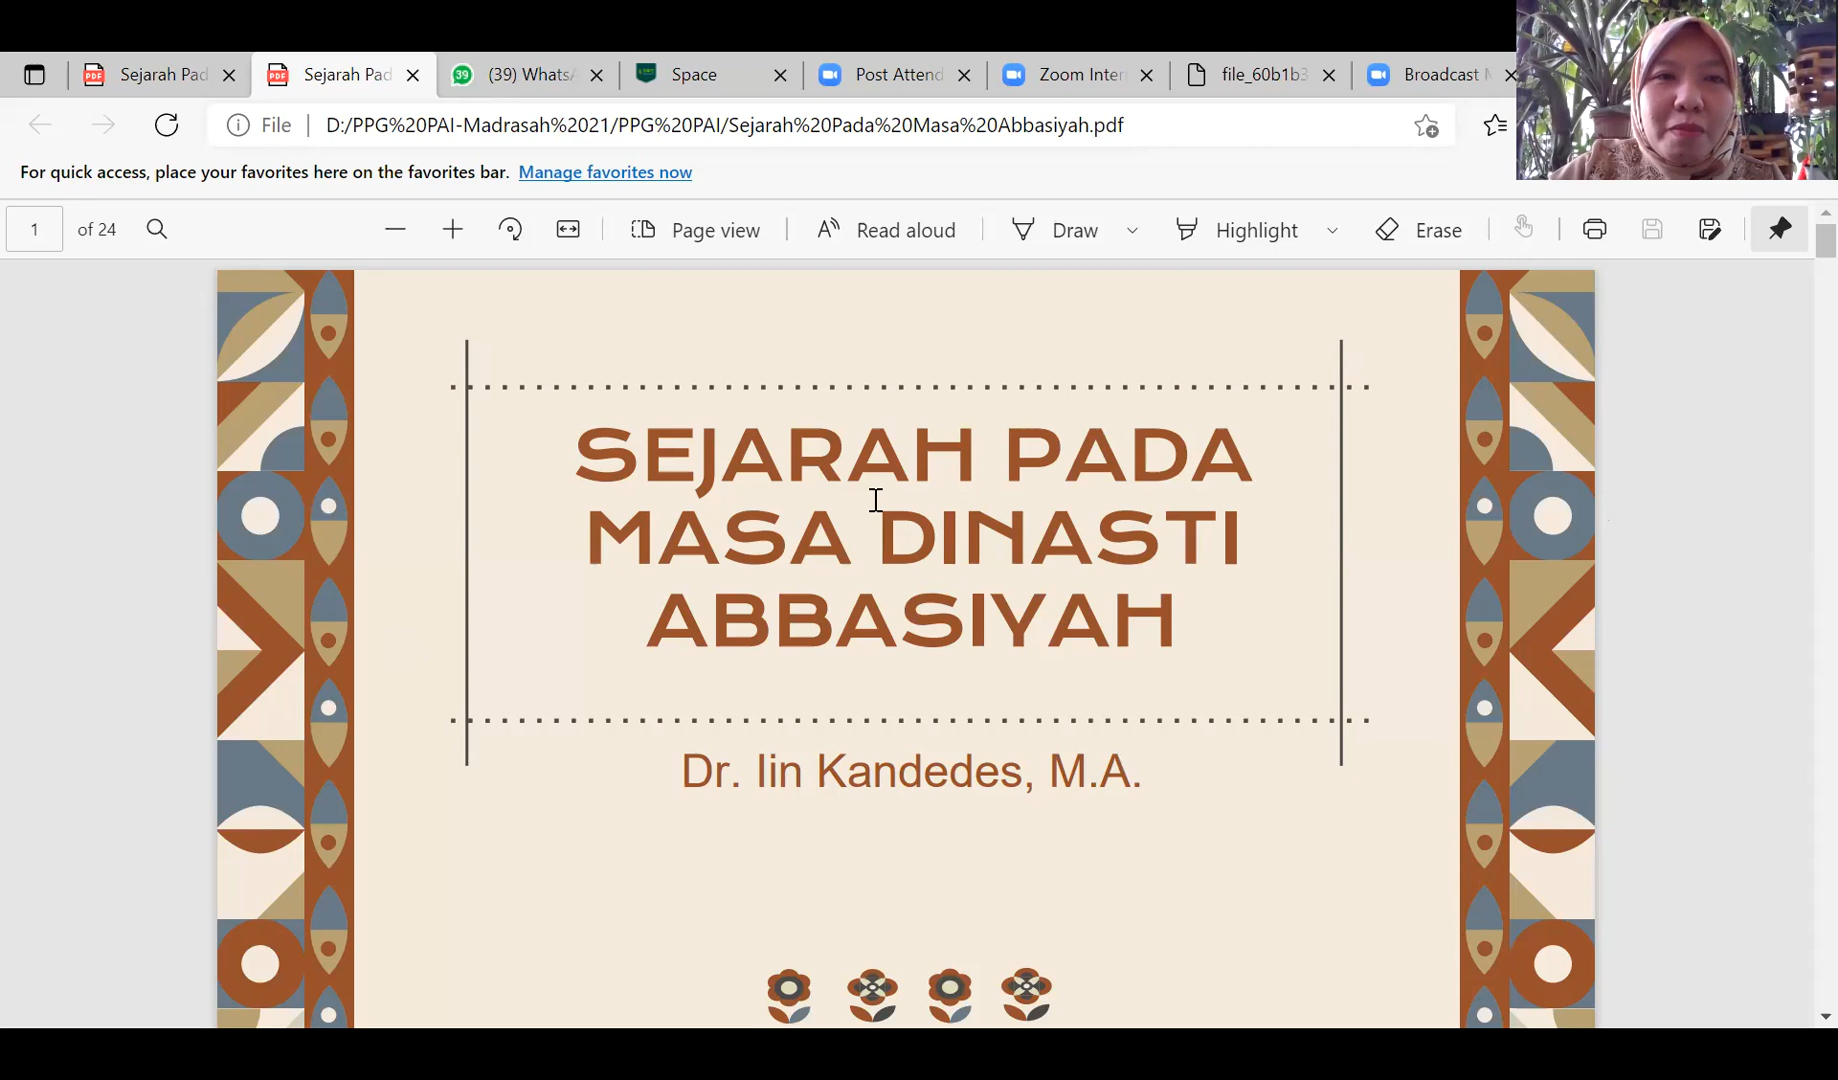 Sejarah Pad
Sejarah Pad
39 (39) WhatsA
Space
Post Attend
Zoom Inter
file_60b1b3
Broadcast M
File D:/PPG%20PAI-Madrasah%2021/PPG%20PAI/Sejarah%20Pada%20Masa%20Abbasiyah.pdf
For quick access, place your favorites here on the favorites bar. Manage favorites now
1 of 24 Page view Read aloud Draw Highlight Erase
SEJARAH PADA
MASA DINASTI
ABBASIYAH
Dr. Iin Kandedes, M.A.